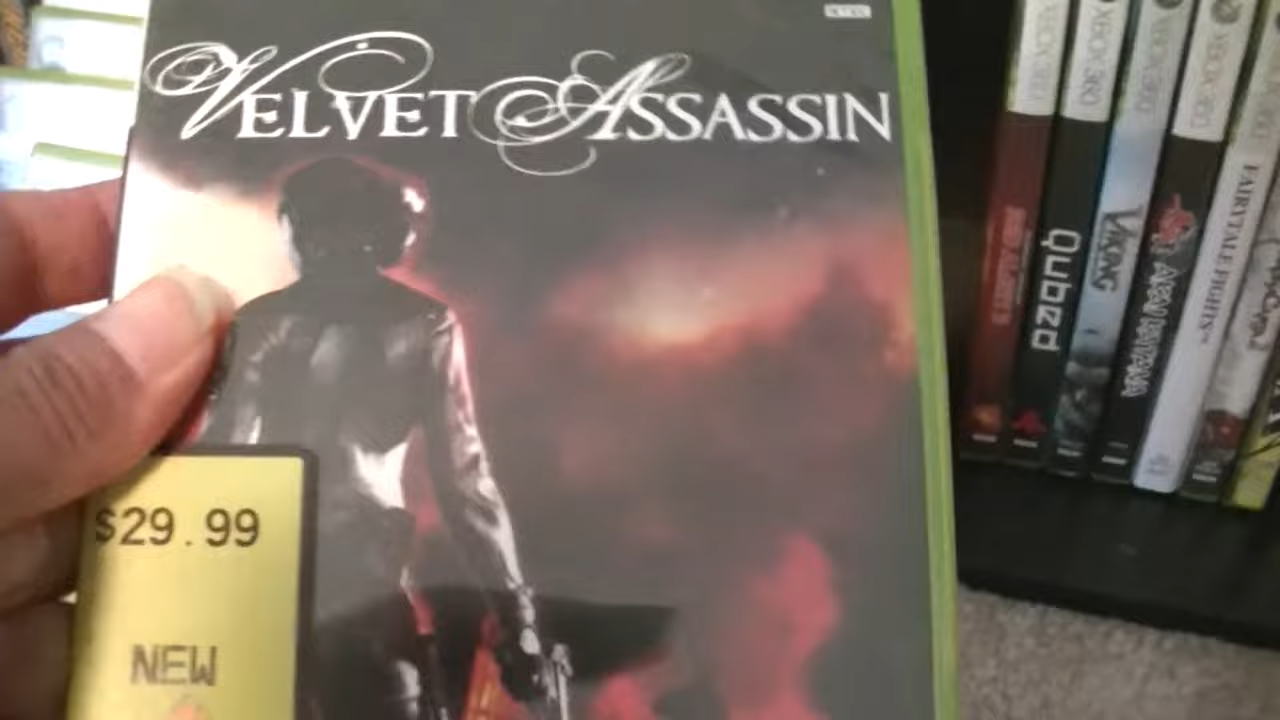 VELVET ASSASSIN
$29.99
NEW
XBOX 360
XBOX 360
XBOX 360
XBOX 360
Qubed
VIKING
FAIRYTALE FIGHTS